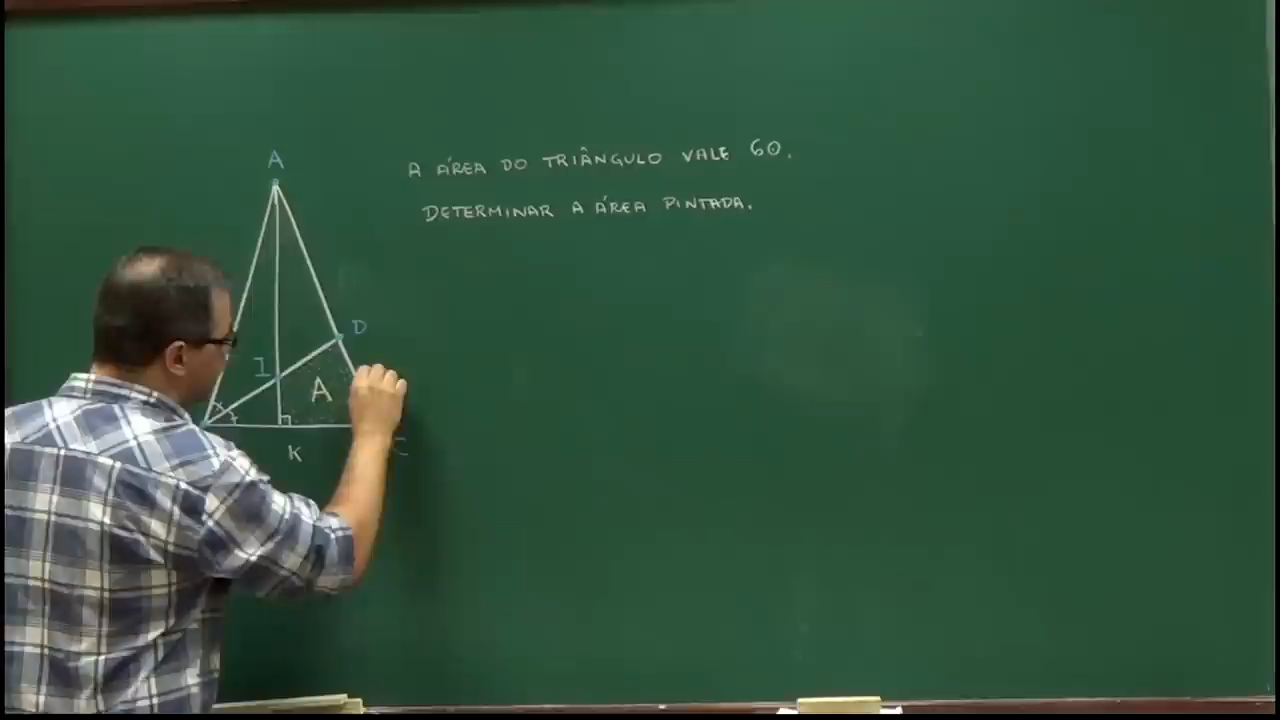 A
A ÁREA DO TRIÂNGULO VALE 60.
DETERMINAR A ÁREA PINTADA.
D
I
A
K
C